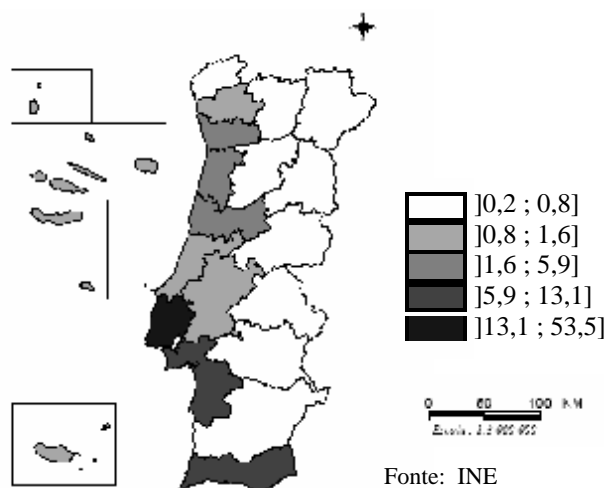 ]0,2 ; 0,8]
]0,8 ; 1,6]
]1,6 ; 5,9]
]5,9 ; 13,1]
]13,1 ; 53,5]
0 60 100 KM
Fonte: INE